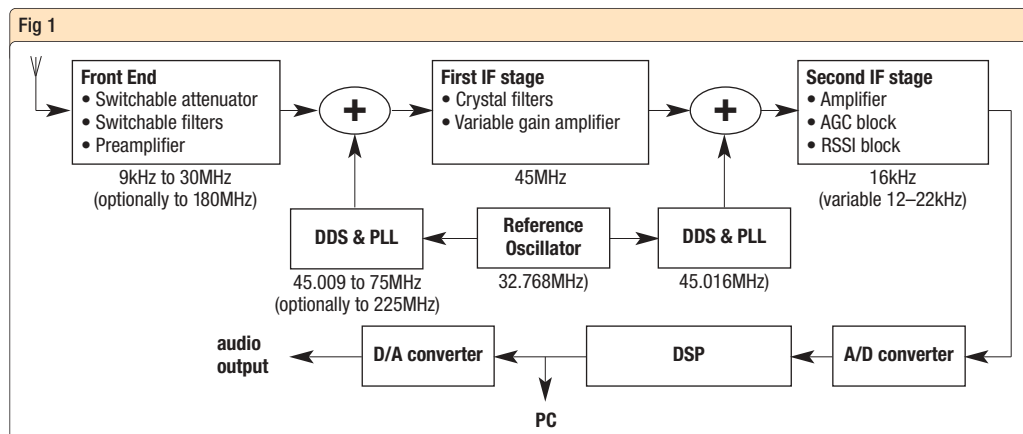 Fig 1
Front End
• Switchable attenuator
• Switchable filters
• Preamplifier
9kHz to 30MHz
(optionally to 180MHz)
+
First IF stage
• Crystal filters
• Variable gain amplifier
45MHz
+
Second IF stage
• Amplifier
• AGC block
• RSSI block
16kHz
(variable 12–22kHz)
DDS & PLL
45.009 to 75MHz
(optionally to 225MHz)
Reference
Oscillator
32.768MHz)
DDS & PLL
45.016MHz)
audio
output
D/A converter
PC
DSP
A/D converter